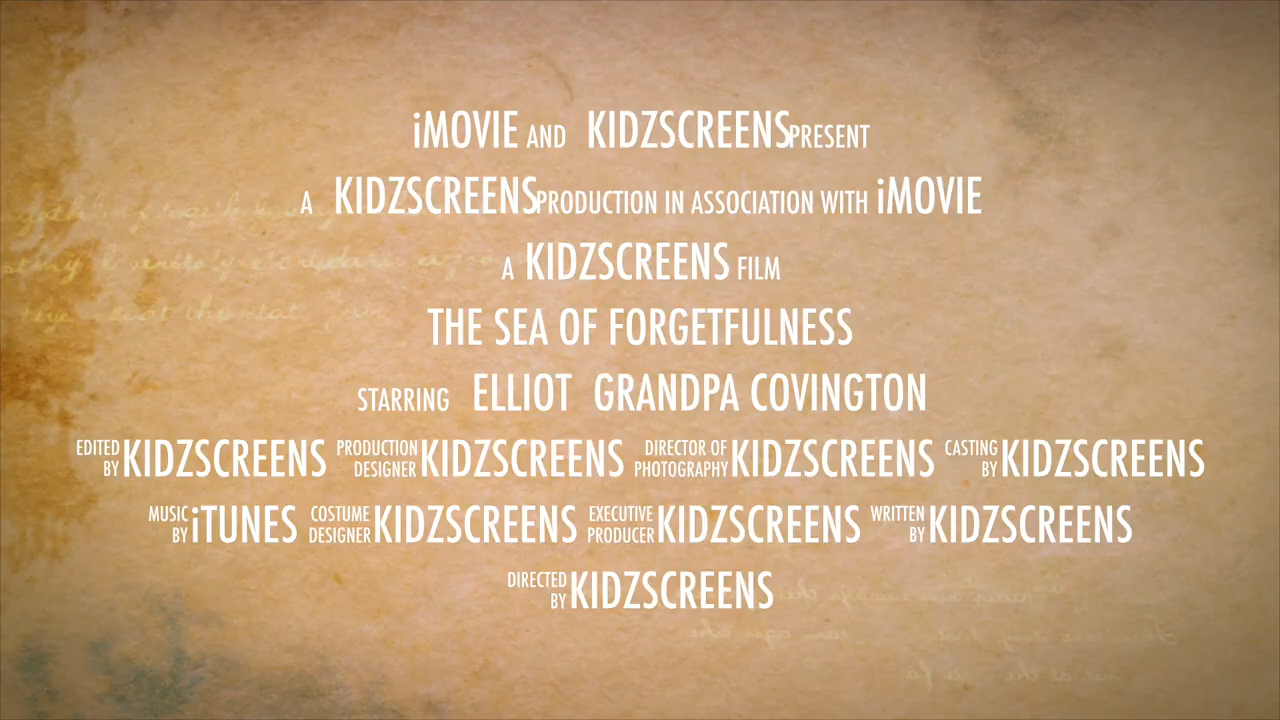 iMOVIE AND KIDZSCREENS PRESENT
A KIDZSCREENS PRODUCTION IN ASSOCIATION WITH iMOVIE
A KIDZSCREENS FILM
THE SEA OF FORGETFULNESS
STARRING ELLIOT GRANDPA COVINGTON
EDITED BY KIDZSCREENS PRODUCTION DESIGNER KIDZSCREENS DIRECTOR OF PHOTOGRAPHY KIDZSCREENS CASTING BY KIDZSCREENS
MUSIC BY iTUNES COSTUME DESIGNER KIDZSCREENS EXECUTIVE PRODUCER KIDZSCREENS WRITTEN BY KIDZSCREENS
DIRECTED BY KIDZSCREENS